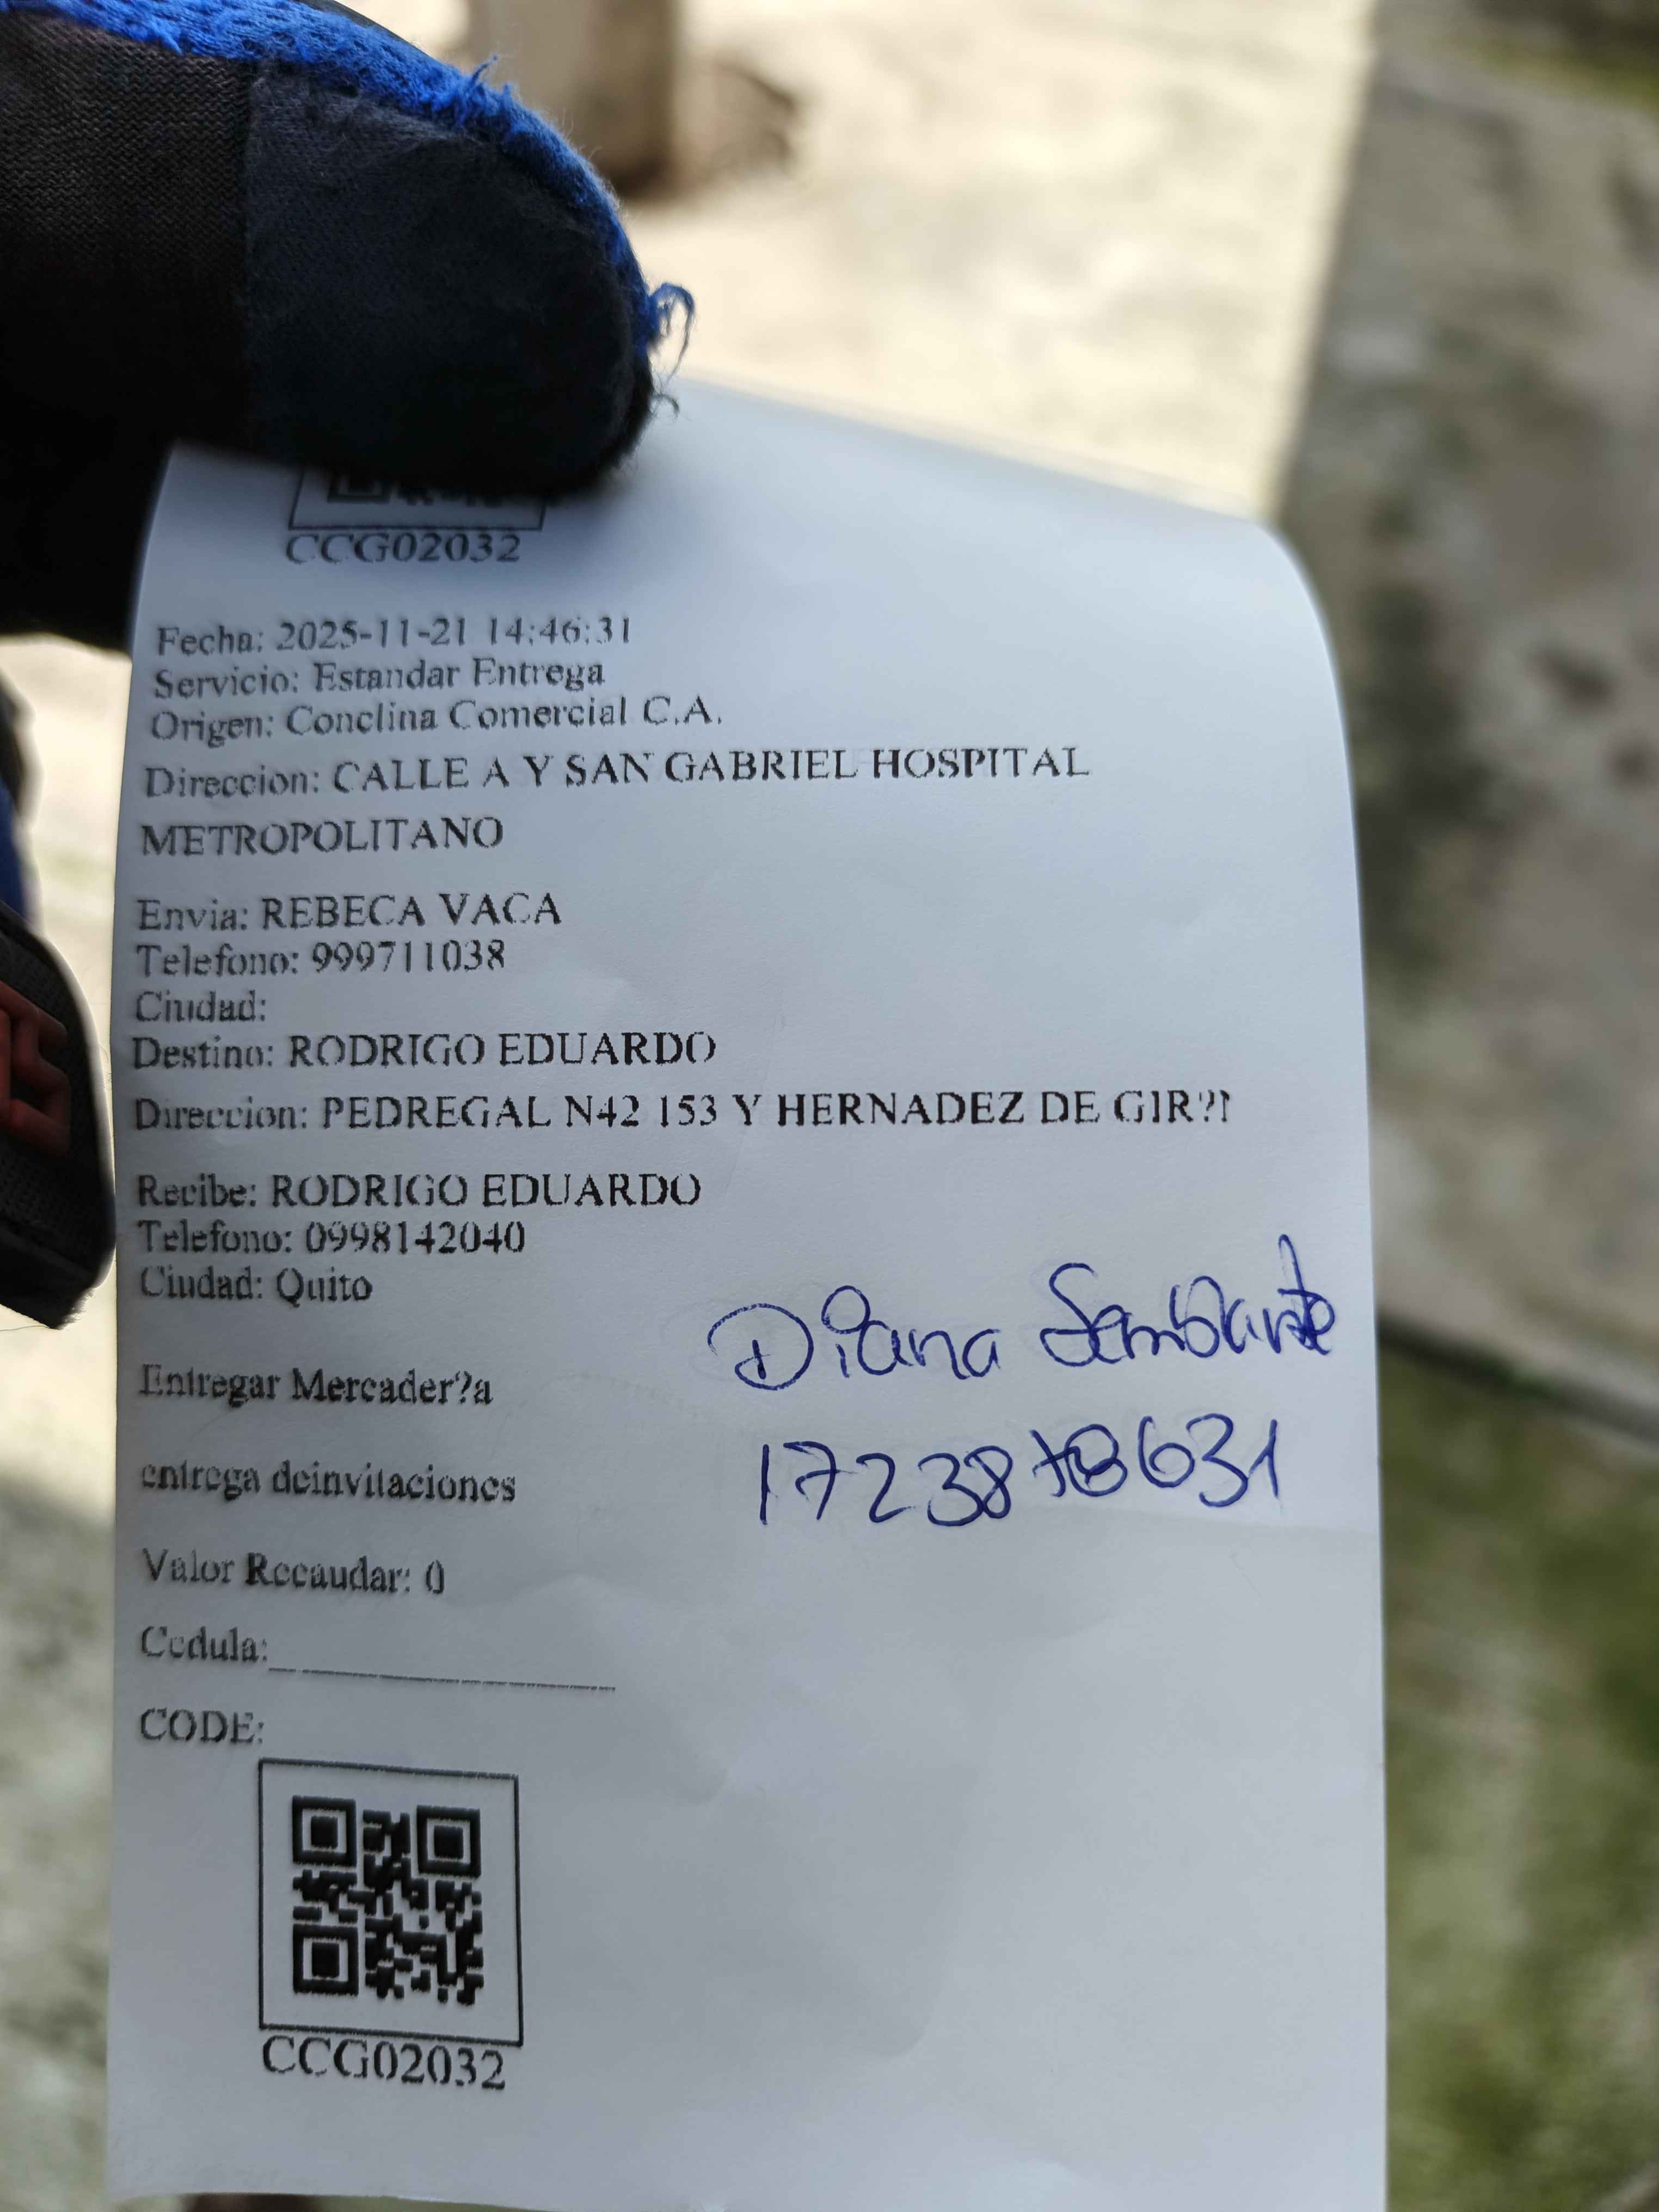 CCG02032
Fecha: 2025-11-21 14:46:31
Servicio: Estandar Entrega
Origen: Conclina Comercial C.A.
Direccion: CALLE A Y SAN GABRIEL HOSPITAL
METROPOLITANO
Envia: REBECA VACA
Telefono: 999711038
Ciudad:
Destino: RODRIGO EDUARDO
Direccion: PEDREGAL N42 153 Y HERNADEZ DE GIR?N
Recibe: RODRIGO EDUARDO
Telefono: 0998142040
Ciudad: Quito
Diana
Entregar Mercader?a
entrega deinvitaciones
Valor Recaudar: 0
Cedula:
CODE:
CCG02032